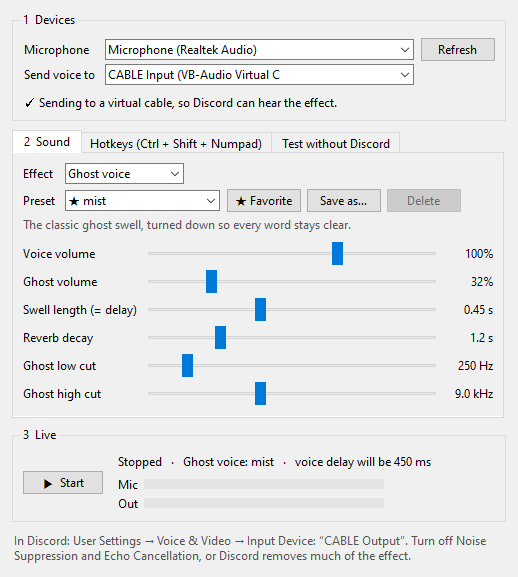 1 Devices
Microphone Microphone (Realtek Audio) Refresh
Send voice to CABLE Input (VB-Audio Virtual C
✓ Sending to a virtual cable, so Discord can hear the effect.
2 Sound Hotkeys (Ctrl + Shift + Numpad) Test without Discord
Effect Ghost voice
Preset ★ mist ★ Favorite Save as... Delete
The classic ghost swell, turned down so every word stays clear.
Voice volume 100%
Ghost volume 32%
Swell length (= delay) 0.45 s
Reverb decay 1.2 s
Ghost low cut 250 Hz
Ghost high cut 9.0 kHz
3 Live
Stopped · Ghost voice: mist · voice delay will be 450 ms
▶ Start
Mic
Out
In Discord: User Settings → Voice & Video → Input Device: “CABLE Output”. Turn off Noise
Suppression and Echo Cancellation, or Discord removes much of the effect.